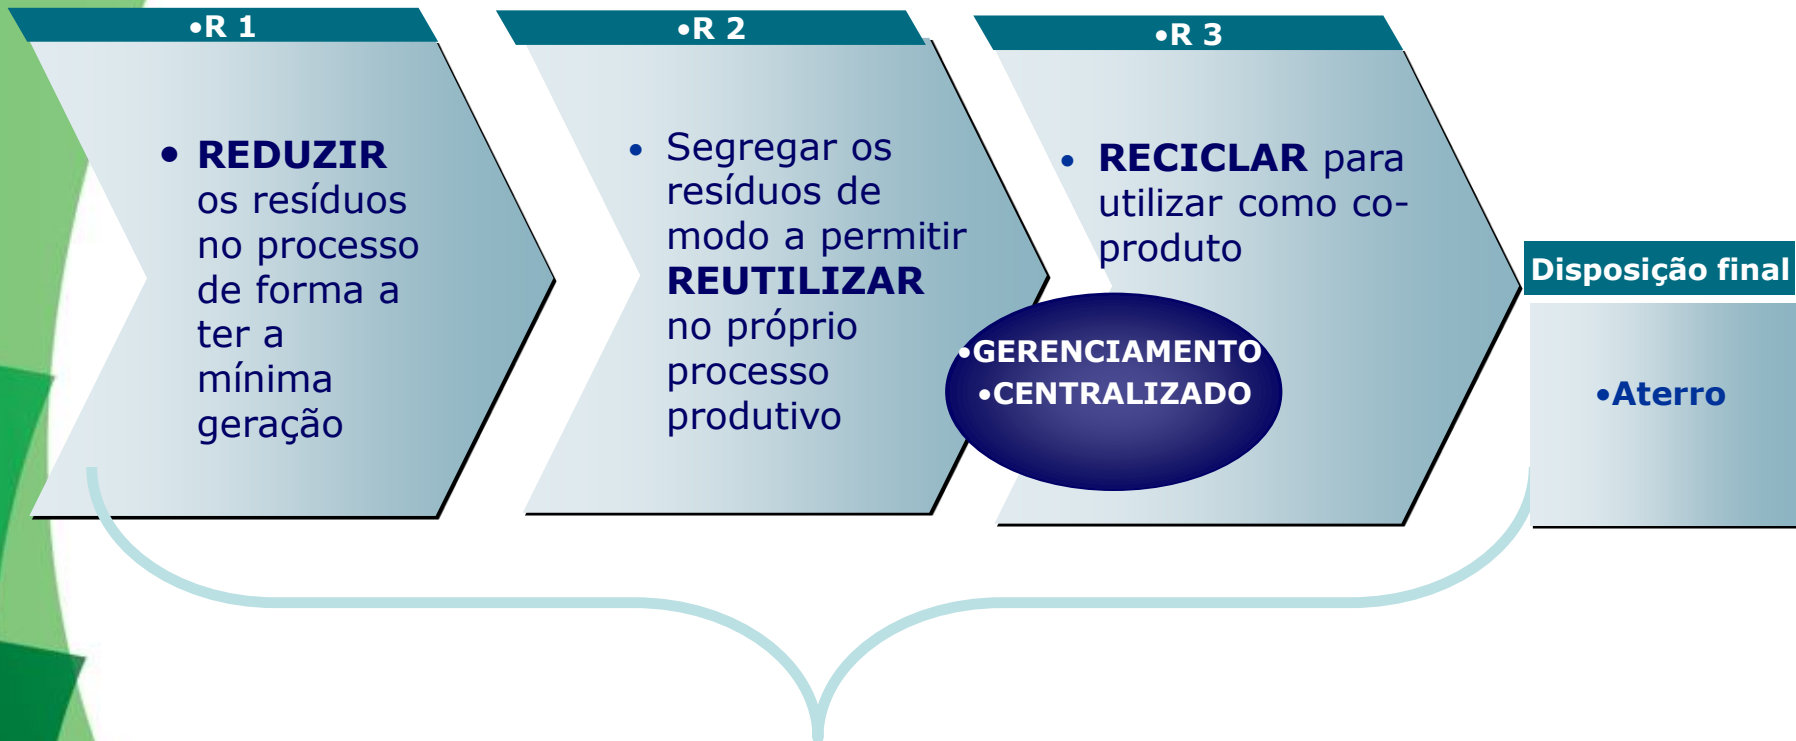 •R 1
• REDUZIR
os resíduos
no processo
de forma a
ter a
mínima
geração
•R 2
• Segregar os
resíduos de
modo a permitir
REUTILIZAR
no próprio
processo
produtivo
•R 3
• RECICLAR para
utilizar como co-
produto
•GERENCIAMENTO
•CENTRALIZADO
Disposição final
•Aterro